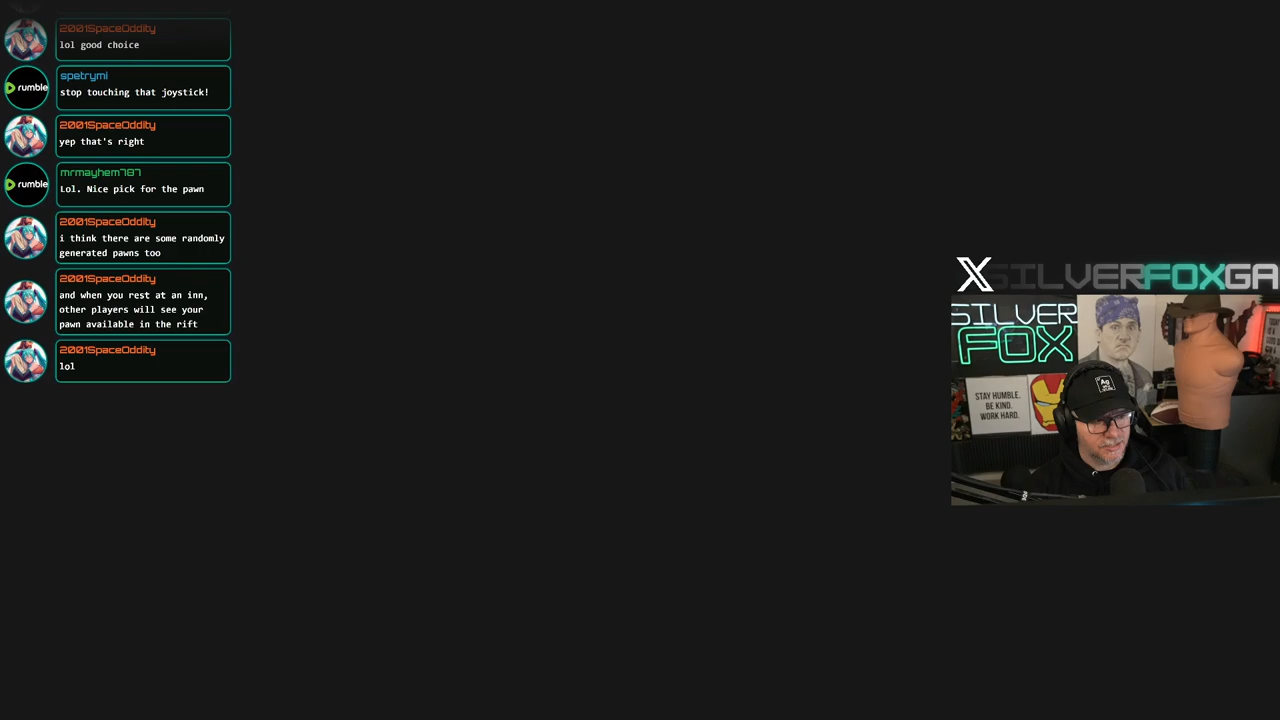 2001SpaceOddity
lol good choice
rumble
spetrymi
stop touching that joystick!
2001SpaceOddity
yep that's right
rumble
mrmayhem787
Lol. Nice pick for the pawn
2001SpaceOddity
i think there are some randomly
generated pawns too
2001SpaceOddity
and when you rest at an inn,
other players will see your
pawn available in the rift
2001SpaceOddity
lol
X SILVERFOXGA
SILVER
FOX
STAY HUMBLE.
BE KIND.
WORK HARD.
Ag